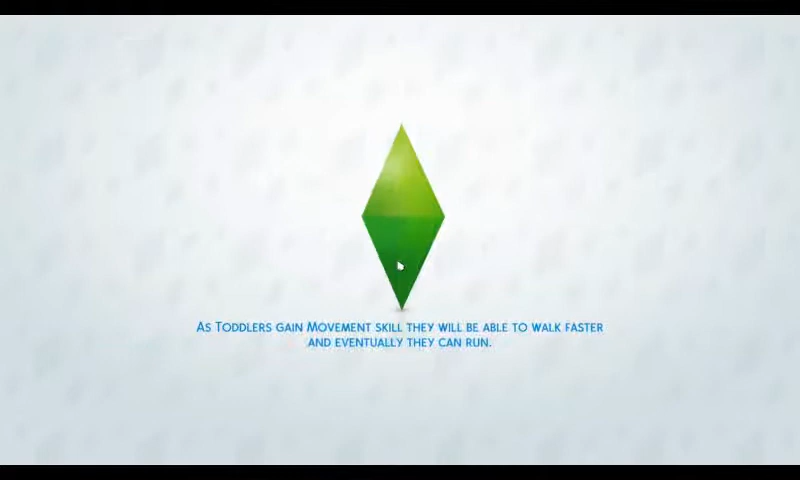 As Toddlers gain Movement skill they will be able to walk faster
and eventually they can run.